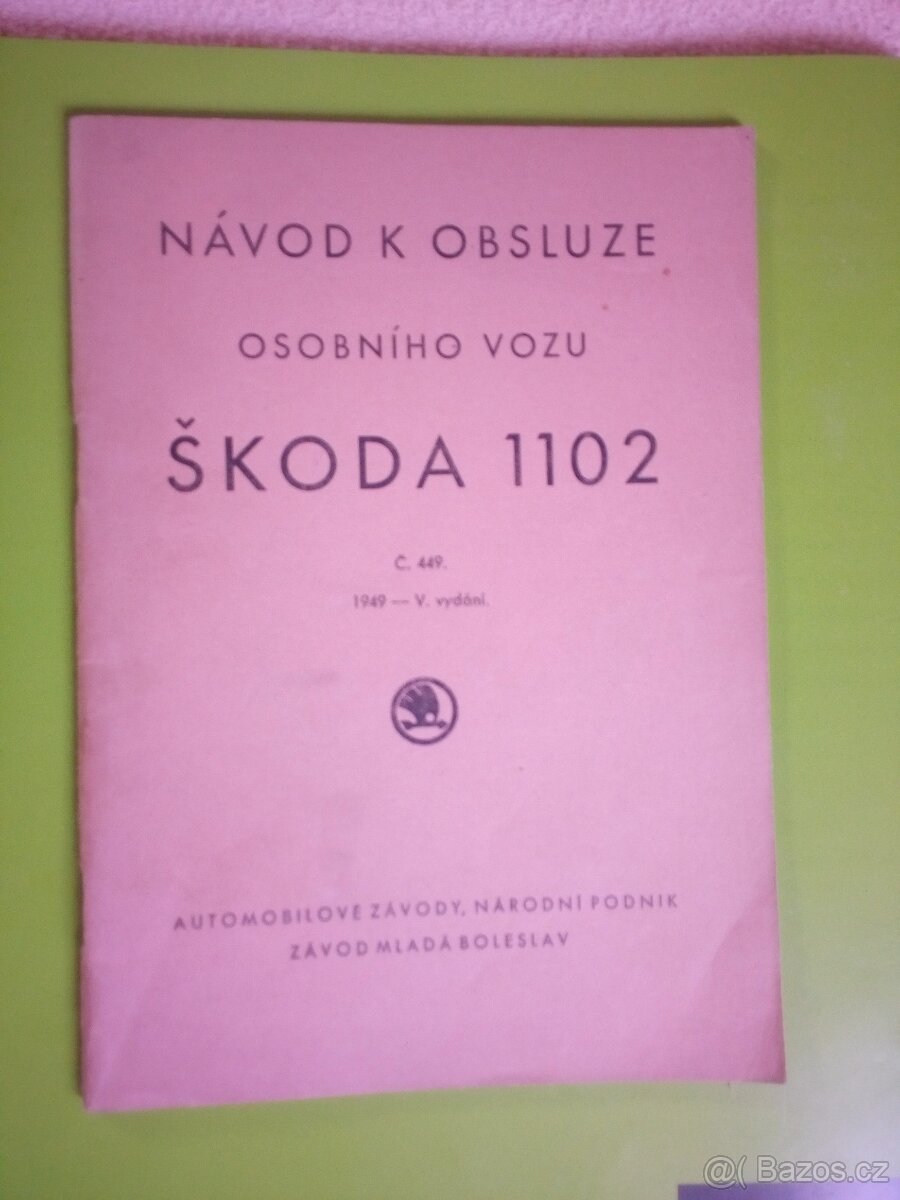 NÁVOD K OBSLUZE
OSOBNÍHO VOZU
ŠKODA 1102
Č. 449.
1949 — V. vydání.
AUTOMOBILOVÉ ZÁVODY, NÁRODNÍ PODNIK
ZÁVOD MLADÁ BOLESLAV
@( Bazos.cz